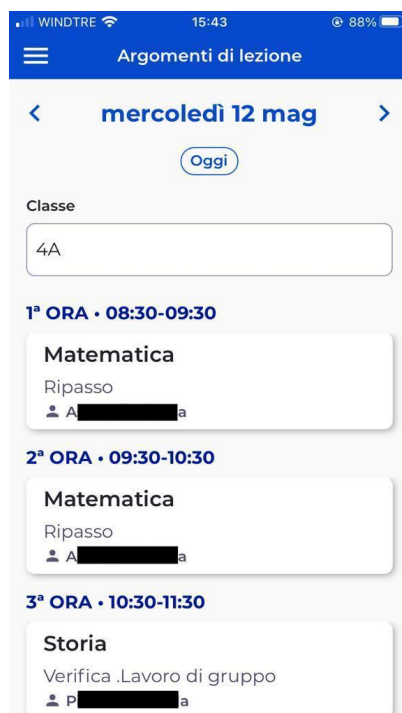 WINDTRE 15:43 88%
Argomenti di lezione
mercoledì 12 mag
Oggi
Classe
4A
1ª ORA • 08:30-09:30
Matematica
Ripasso
A a
2ª ORA • 09:30-10:30
Matematica
Ripasso
A a
3ª ORA • 10:30-11:30
Storia
Verifica .Lavoro di gruppo
P a